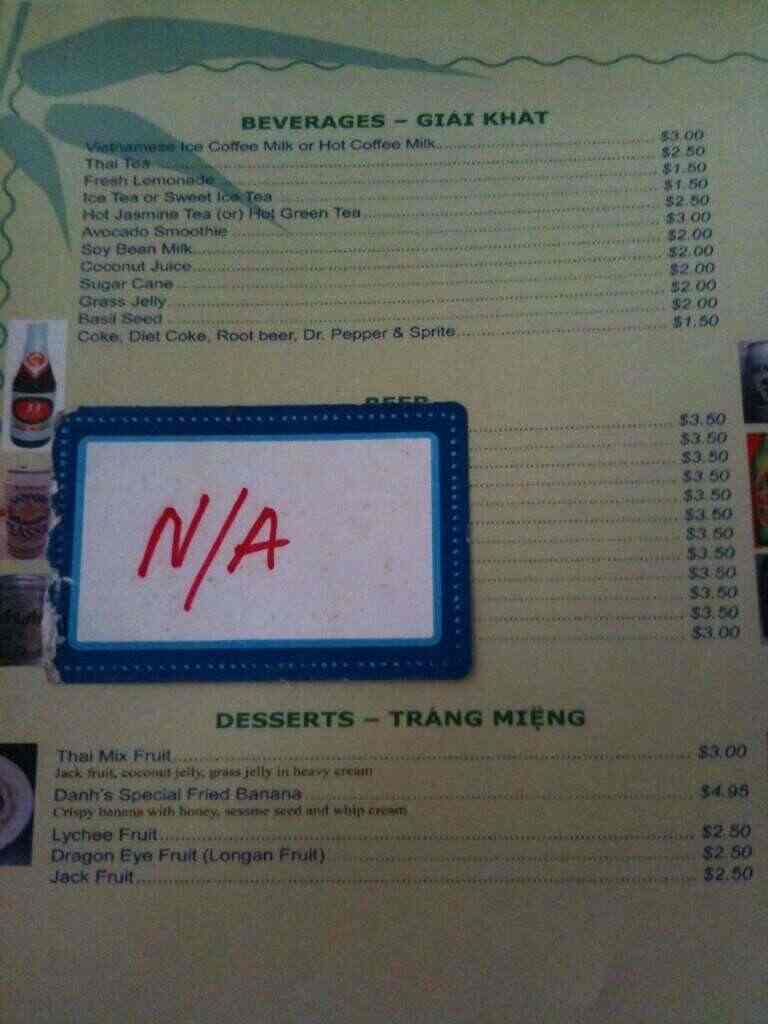 BEVERAGES – GIẢI KHÁT
Vietnamese Ice Coffee Milk or Hot Coffee Milk $3.00
Thai Tea $2.50
Fresh Lemonade $1.50
Ice Tea or Sweet Ice Tea $1.50
Hot Jasmine Tea (or) Hot Green Tea $2.50
Avocado Smoothie $3.00
Soy Bean Milk $2.00
Coconut Juice $2.00
Sugar Cane $2.00
Grass Jelly $2.00
Basil Seed $2.00
Coke, Diet Coke, Root beer, Dr. Pepper & Sprite $1.50
BEER
$3.50
$3.50
$3.50
$3.50
$3.50
$3.50
$3.50
$3.50
$3.50
$3.50
$3.50
$3.00
N/A
DESSERTS – TRÁNG MIỆNG
Thai Mix Fruit $3.00
Jack fruit, coconut jelly, grass jelly in heavy cream
Danh's Special Fried Banana $4.95
Crispy banana with honey, sesame seed and whip cream
Lychee Fruit $2.50
Dragon Eye Fruit (Longan Fruit) $2.50
Jack Fruit $2.50